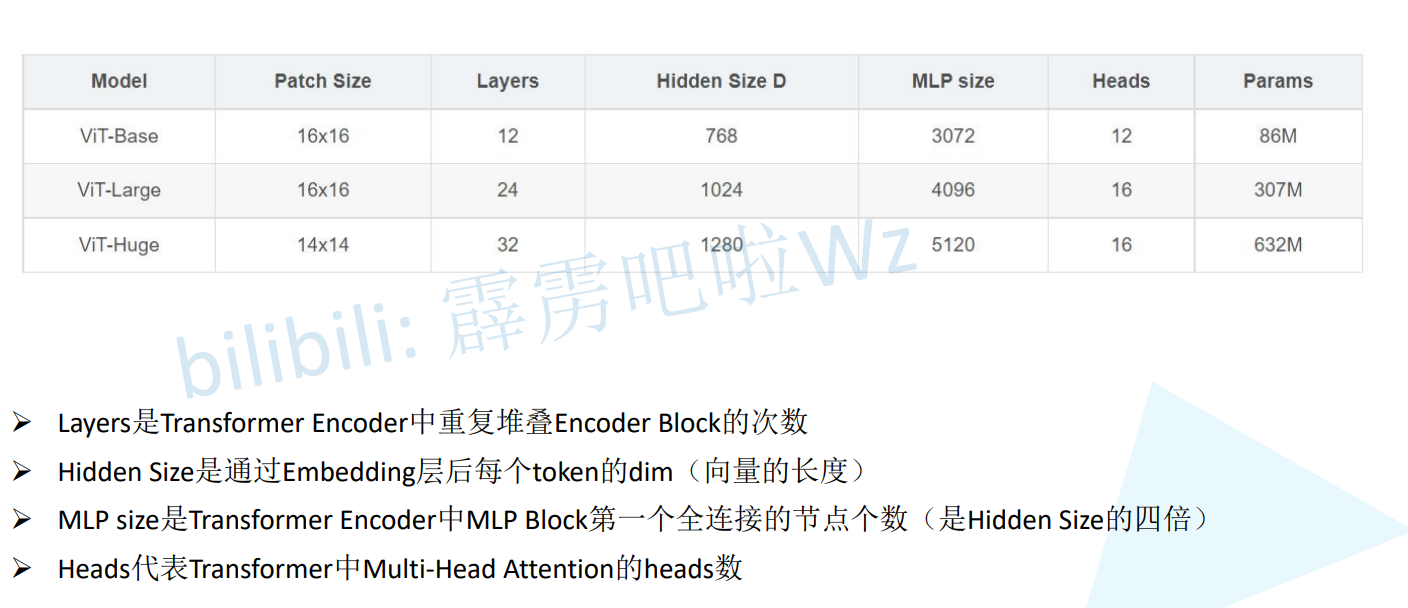 Model Patch Size Layers Hidden Size D MLP size Heads Params
ViT-Base 16x16 12 768 3072 12 86M
ViT-Large 16x16 24 1024 4096 16 307M
ViT-Huge 14x14 32 1280 5120 16 632M
bilibili: 霹雳吧啦Wz
➢ Layers是Transformer Encoder中重复堆叠Encoder Block的次数
➢ Hidden Size是通过Embedding层后每个token的dim（向量的长度）
➢ MLP size是Transformer Encoder中MLP Block第一个全连接的节点个数（是Hidden Size的四倍）
➢ Heads代表Transformer中Multi-Head Attention的heads数